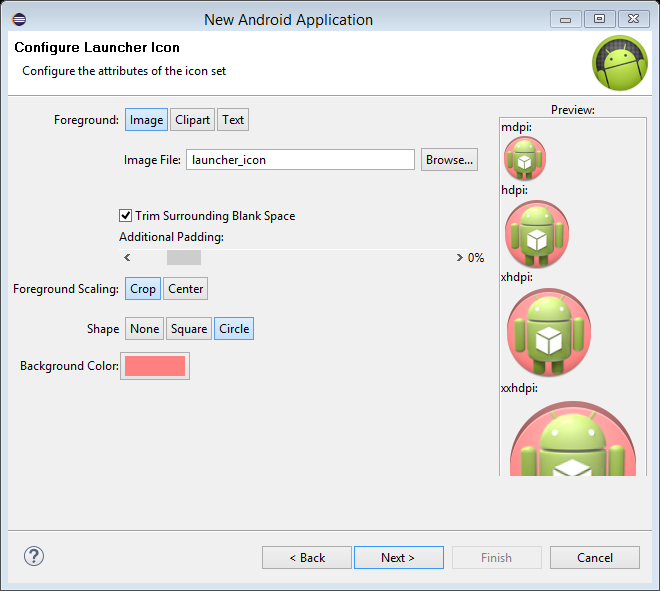 New Android Application
Configure Launcher Icon
Configure the attributes of the icon set
Foreground: Image Clipart Text
Image File: launcher_icon Browse...
Trim Surrounding Blank Space
Additional Padding:
< > 0%
Foreground Scaling: Crop Center
Shape None Square Circle
Background Color:
Preview:
mdpi:
hdpi:
xhdpi:
xxhdpi:
? < Back Next > Finish Cancel